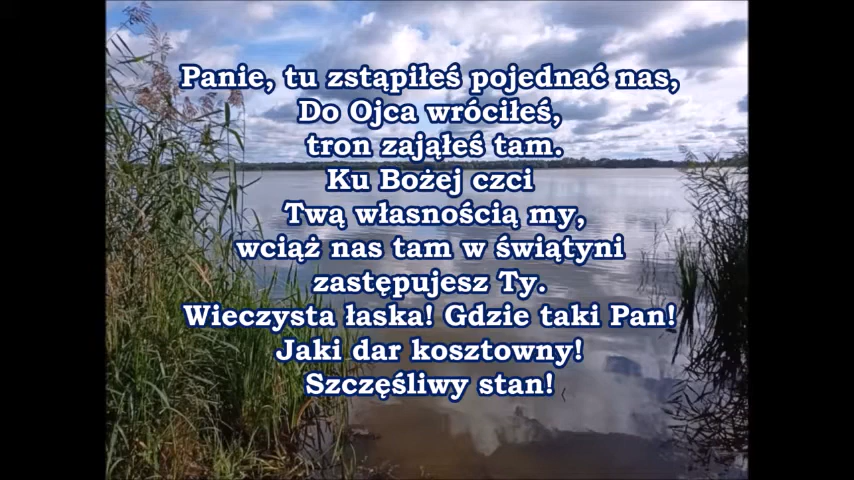 Panie, tu zstąpiłeś pojednać nas,
Do Ojca wróciłeś,
tron zająłeś tam.
Ku Bożej czci
Twą własnością my,
wciąż nas tam w świątyni
zastępujesz Ty.
Wieczysta łaska! Gdzie taki Pan!
Jaki dar kosztowny!
Szczęśliwy stan!